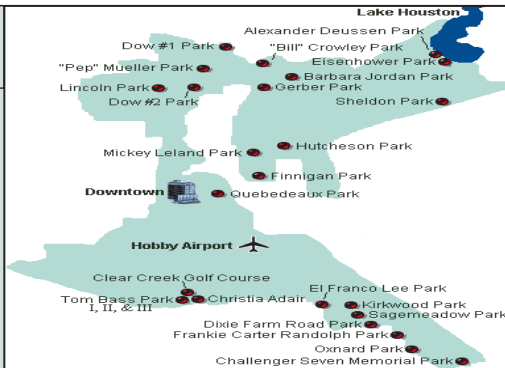 Lake Houston
Alexander Deussen Park
Dow #1 Park
"Bill" Crowley Park
Eisenhower Park
"Pep" Mueller Park
Barbara Jordan Park
Lincoln Park
Gerber Park
Dow #2 Park
Sheldon Park
Hutcheson Park
Mickey Leland Park
Finnigan Park
Downtown
Quebedeaux Park
Hobby Airport
Clear Creek Golf Course
El Franco Lee Park
Tom Bass Park
Christia Adair
Kirkwood Park
I, II, & III
Sagemeadow Park
Dixie Farm Road Park
Frankie Carter Randolph Park
Oxnard Park
Challenger Seven Memorial Park